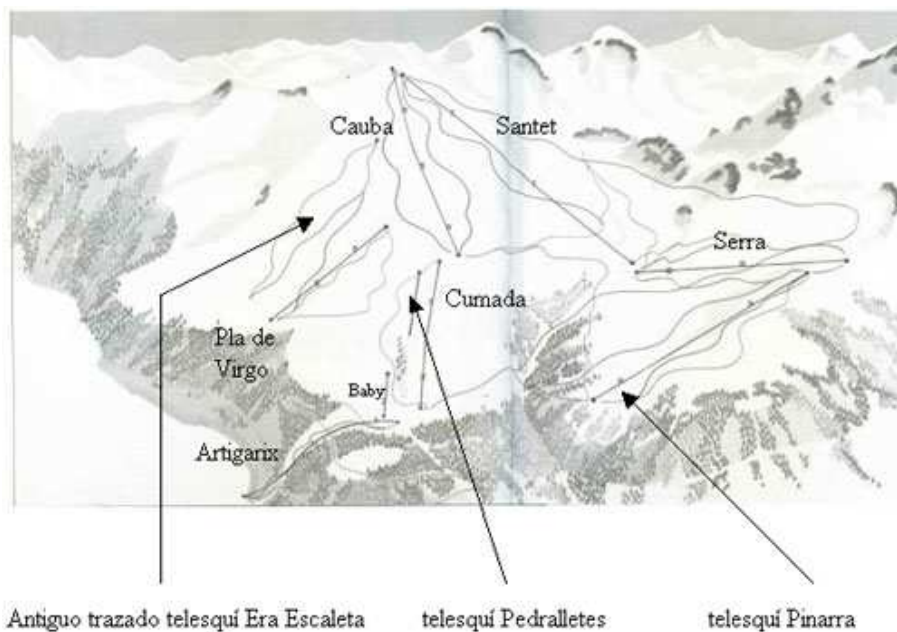 Cauba
Santet
Serra
Cumada
Pla de
Virgo
Baby
Artigarix
Antiguo trazado telesquí Era Escaleta
telesquí Pedralletes
telesquí Pinarra